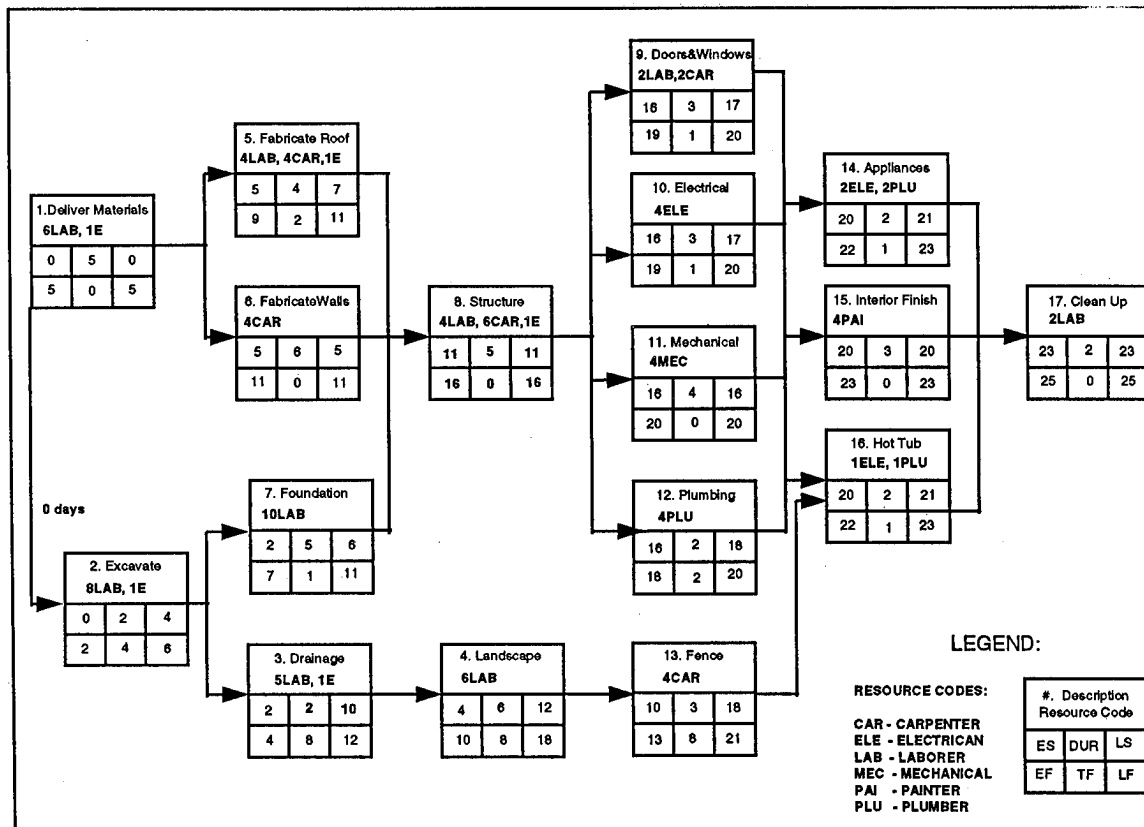 1.Deliver Materials
6LAB, 1E
0 5 0
5 0 5
0 days
2. Excavate
8LAB, 1E
0 2 4
2 4 6
5. Fabricate Roof
4LAB, 4CAR,1E
5 4 7
9 2 11
6. FabricateWalls
4CAR
5 6 5
11 0 11
7. Foundation
10LAB
2 5 6
7 1 11
3. Drainage
5LAB, 1E
2 2 10
4 8 12
8. Structure
4LAB, 6CAR,1E
11 5 11
16 0 16
4. Landscape
6LAB
4 6 12
10 8 18
9. Doors&Windows
2LAB,2CAR
16 3 17
19 1 20
10. Electrical
4ELE
16 3 17
19 1 20
11. Mechanical
4MEC
16 4 16
20 0 20
12. Plumbing
4PLU
16 2 18
18 2 20
13. Fence
4CAR
10 3 18
13 8 21
14. Appliances
2ELE, 2PLU
20 2 21
22 1 23
15. Interior Finish
4PAI
20 3 20
23 0 23
16. Hot Tub
1ELE, 1PLU
20 2 21
22 1 23
17. Clean Up
2LAB
23 2 23
25 0 25
LEGEND:
RESOURCE CODES:
CAR - CARPENTER
ELE - ELECTRICAN
LAB - LABORER
MEC - MECHANICAL
PAI - PAINTER
PLU - PLUMBER
#. Description
Resource Code
ES DUR LS
EF TF LF